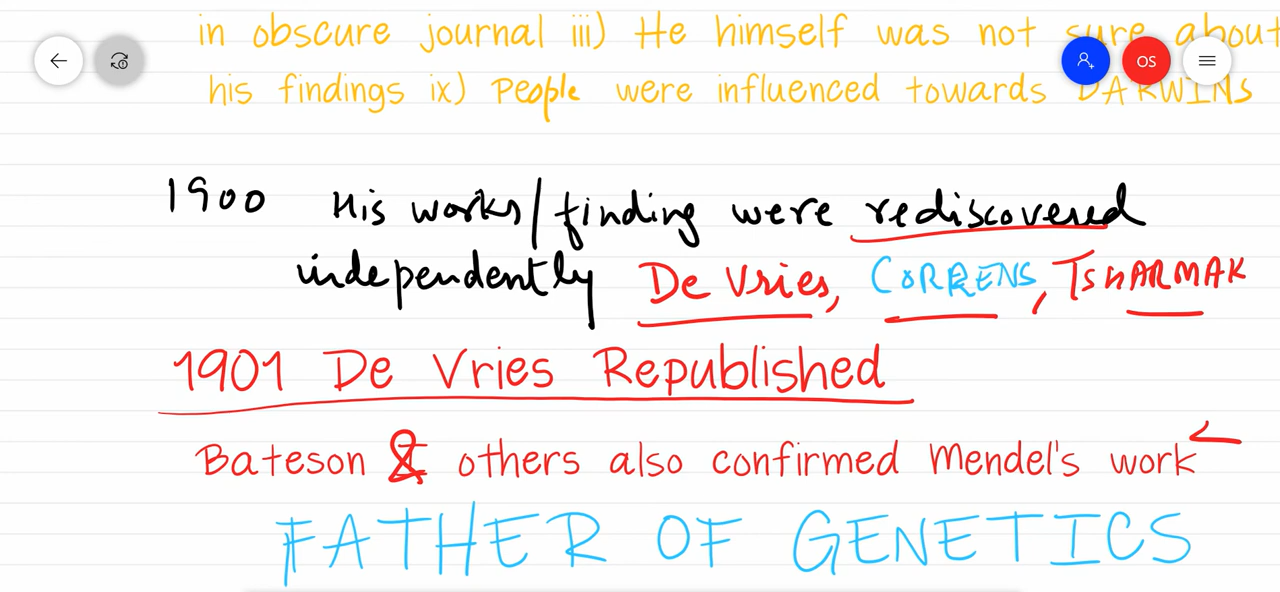 in obscure journal iii) He himself was not sure about
his findings ix) People were influenced towards DARWINS
OS
1900 His works/finding were rediscovered
independently De Vries, CORRENS, TSHARMAK
1901 De Vries Republished
Bateson & others also confirmed Mendel's work
FATHER OF GENETICS